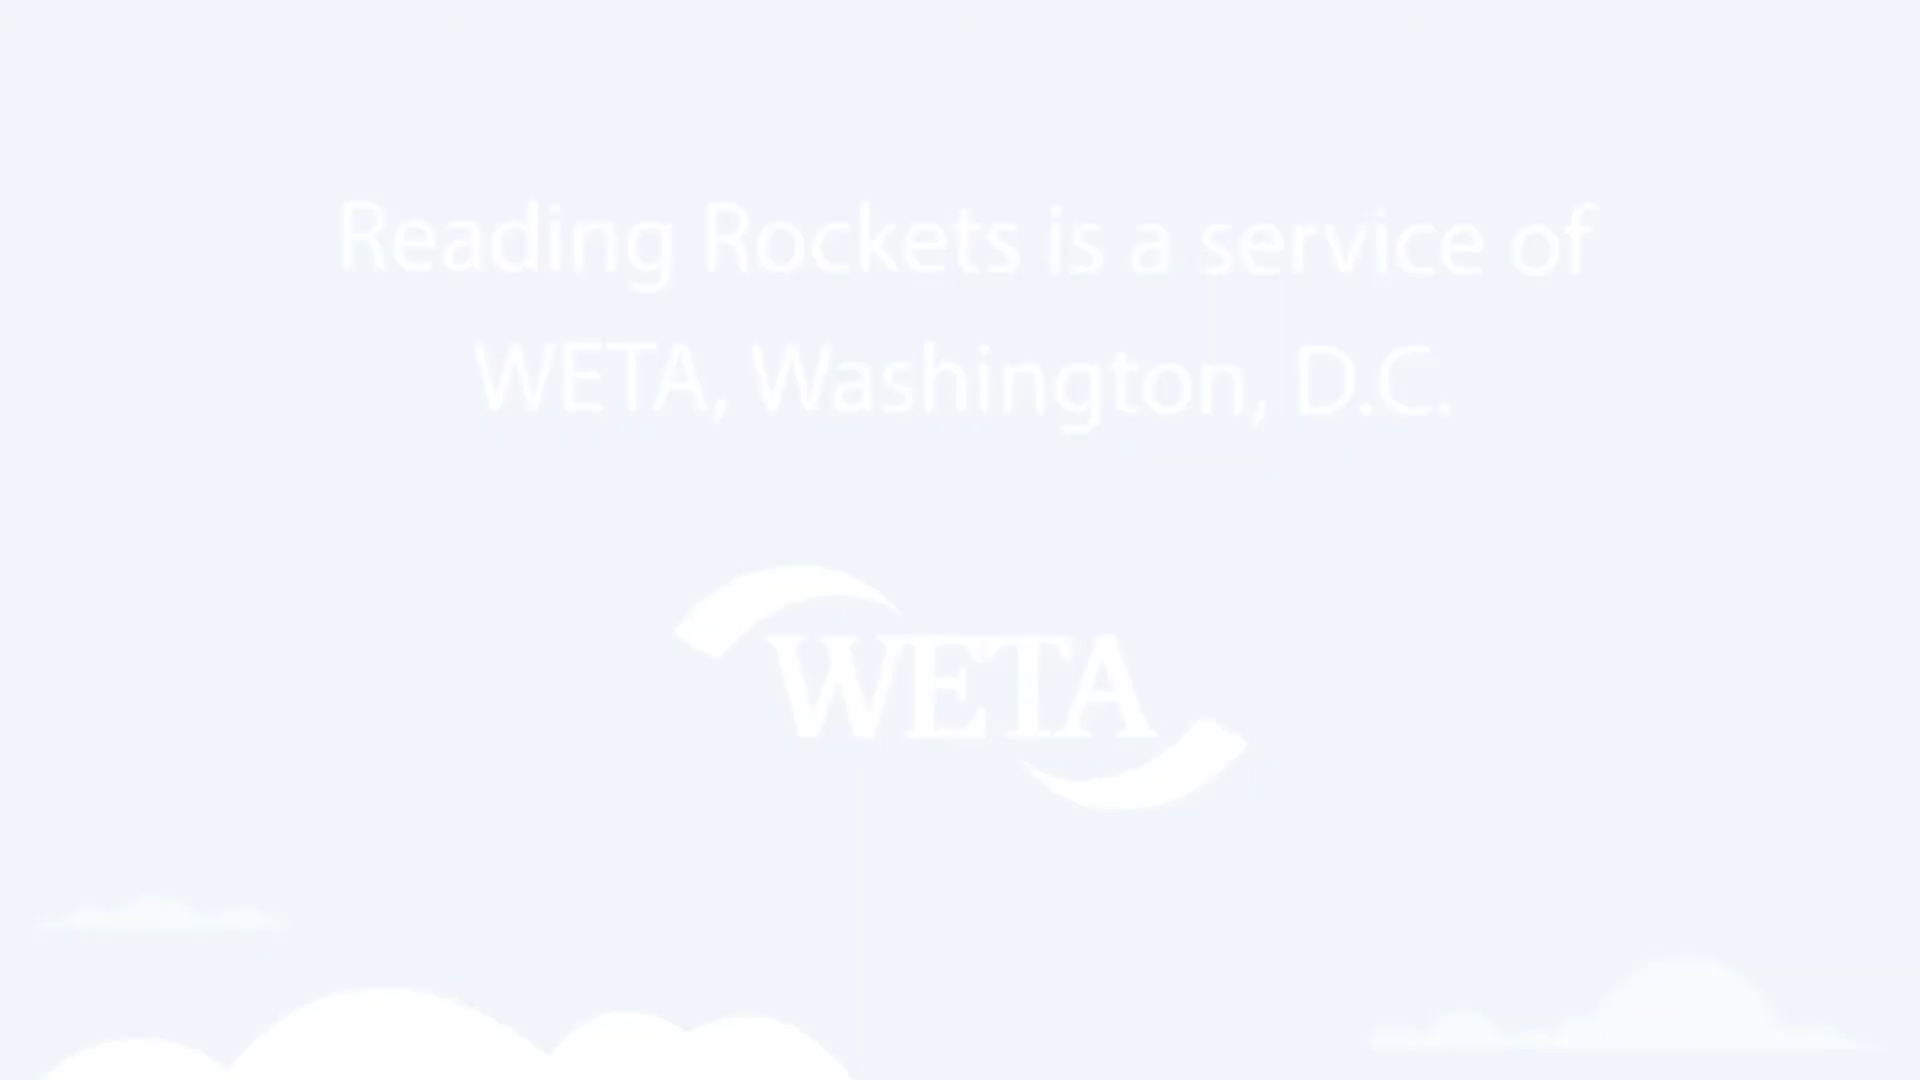 Reading Rockets is a service of
WETA, Washington, D.C.
WETA